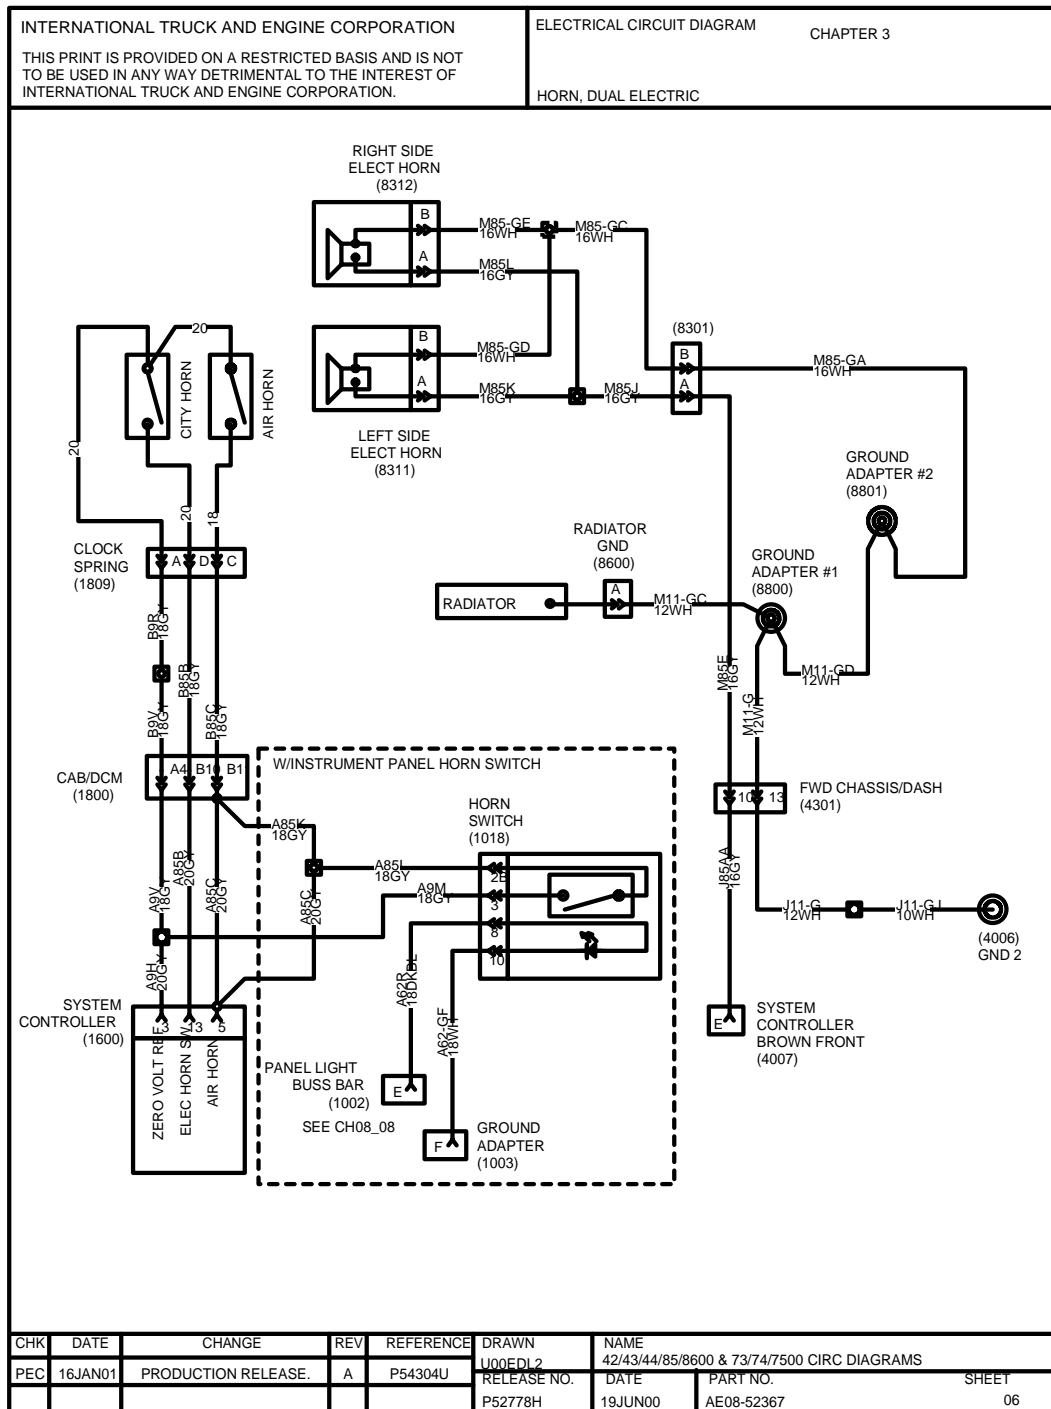 INTERNATIONAL TRUCK AND ENGINE CORPORATION
THIS PRINT IS PROVIDED ON A RESTRICTED BASIS AND IS NOT
TO BE USED IN ANY WAY DETRIMENTAL TO THE INTEREST OF
INTERNATIONAL TRUCK AND ENGINE CORPORATION.
ELECTRICAL CIRCUIT DIAGRAM
CHAPTER 3
HORN, DUAL ELECTRIC
RIGHT SIDE
ELECT HORN
(8312)
B
A
M85-GE
16WH
M85-GC
16WH
M85L
16GY
B
A
M85-GD
16WH
M85K
16GY
M85J
16GY
LEFT SIDE
ELECT HORN
(8311)
(8301)
B
A
M85-GA
16WH
20
CITY HORN
AIR HORN
20
20
18
CLOCK
SPRING
(1809)
A
D
C
GROUND
ADAPTER #2
(8801)
RADIATOR
GND
(8600)
A
RADIATOR
M11-GC
12WH
GROUND
ADAPTER #1
(8800)
M11-GD
12WH
M85E
16GY
M11-G
12WH
B9R
18GY
B9V
18GY
B85B
18GY
B85C
18GY
CAB/DCM
(1800)
A4
B10
B1
W/INSTRUMENT PANEL HORN SWITCH
HORN
SWITCH
(1018)
A85K
18GY
A85L
18GY
A9M
18GY
A85C
20GY
2B
3
8
10
A9V
18GY
A85B
20GY
A85C
20GY
A9H
20GY
A62R
18DKBL
A62-GF
18WH
FWD CHASSIS/DASH
(4301)
10
13
J85AA
16GY
J11-G
12WH
J11-GJ
10WH
(4006)
GND 2
SYSTEM
CONTROLLER
(1600)
3
13
5
ZERO VOLT REF
ELEC HORN SW
AIR HORN
PANEL LIGHT
BUSS BAR
(1002)
SEE CH08_08
E
F
GROUND
ADAPTER
(1003)
E
SYSTEM
CONTROLLER
BROWN FRONT
(4007)
CHK DATE CHANGE REV REFERENCE
PEC 16JAN01 PRODUCTION RELEASE. A P54304U
DRAWN
U00EDL2
NAME
42/43/44/85/8600 & 73/74/7500 CIRC DIAGRAMS
RELEASE NO. DATE PART NO. SHEET
P52778H 19JUN00 AE08-52367 06